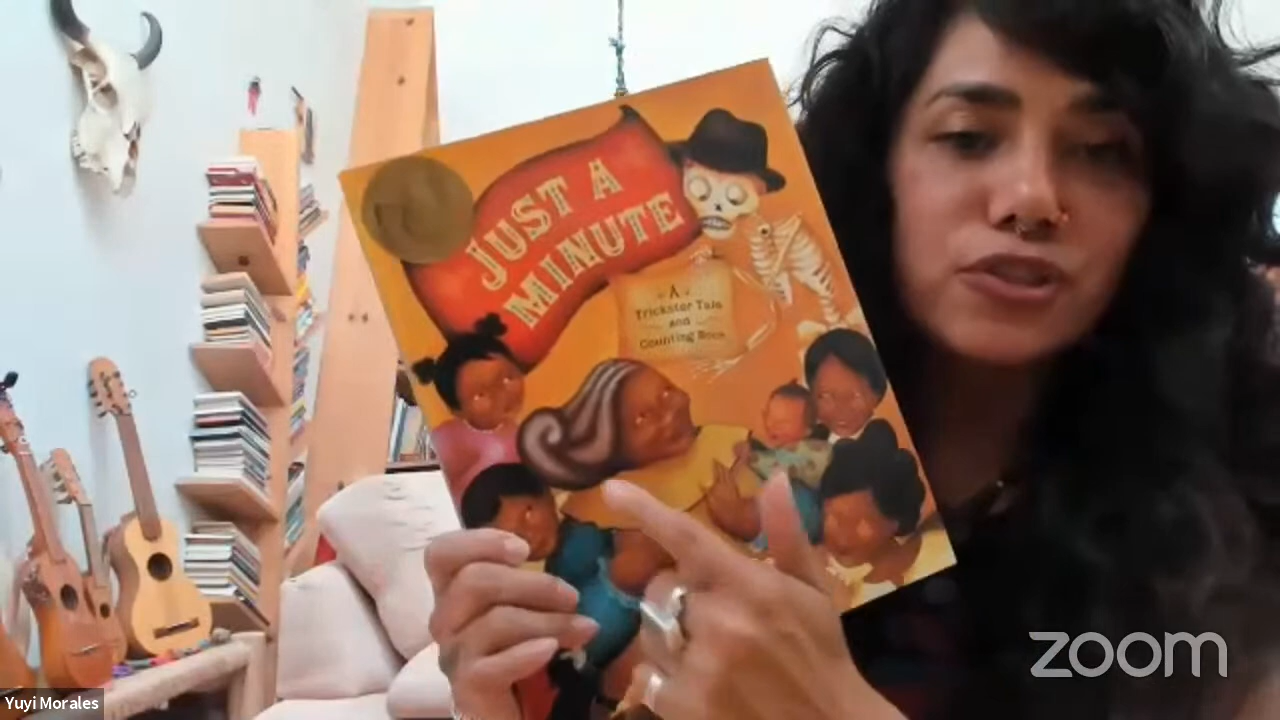 JUST A
MINUTE
A
Trickster Tale
and
Counting Book
zoom
Yuyi Morales